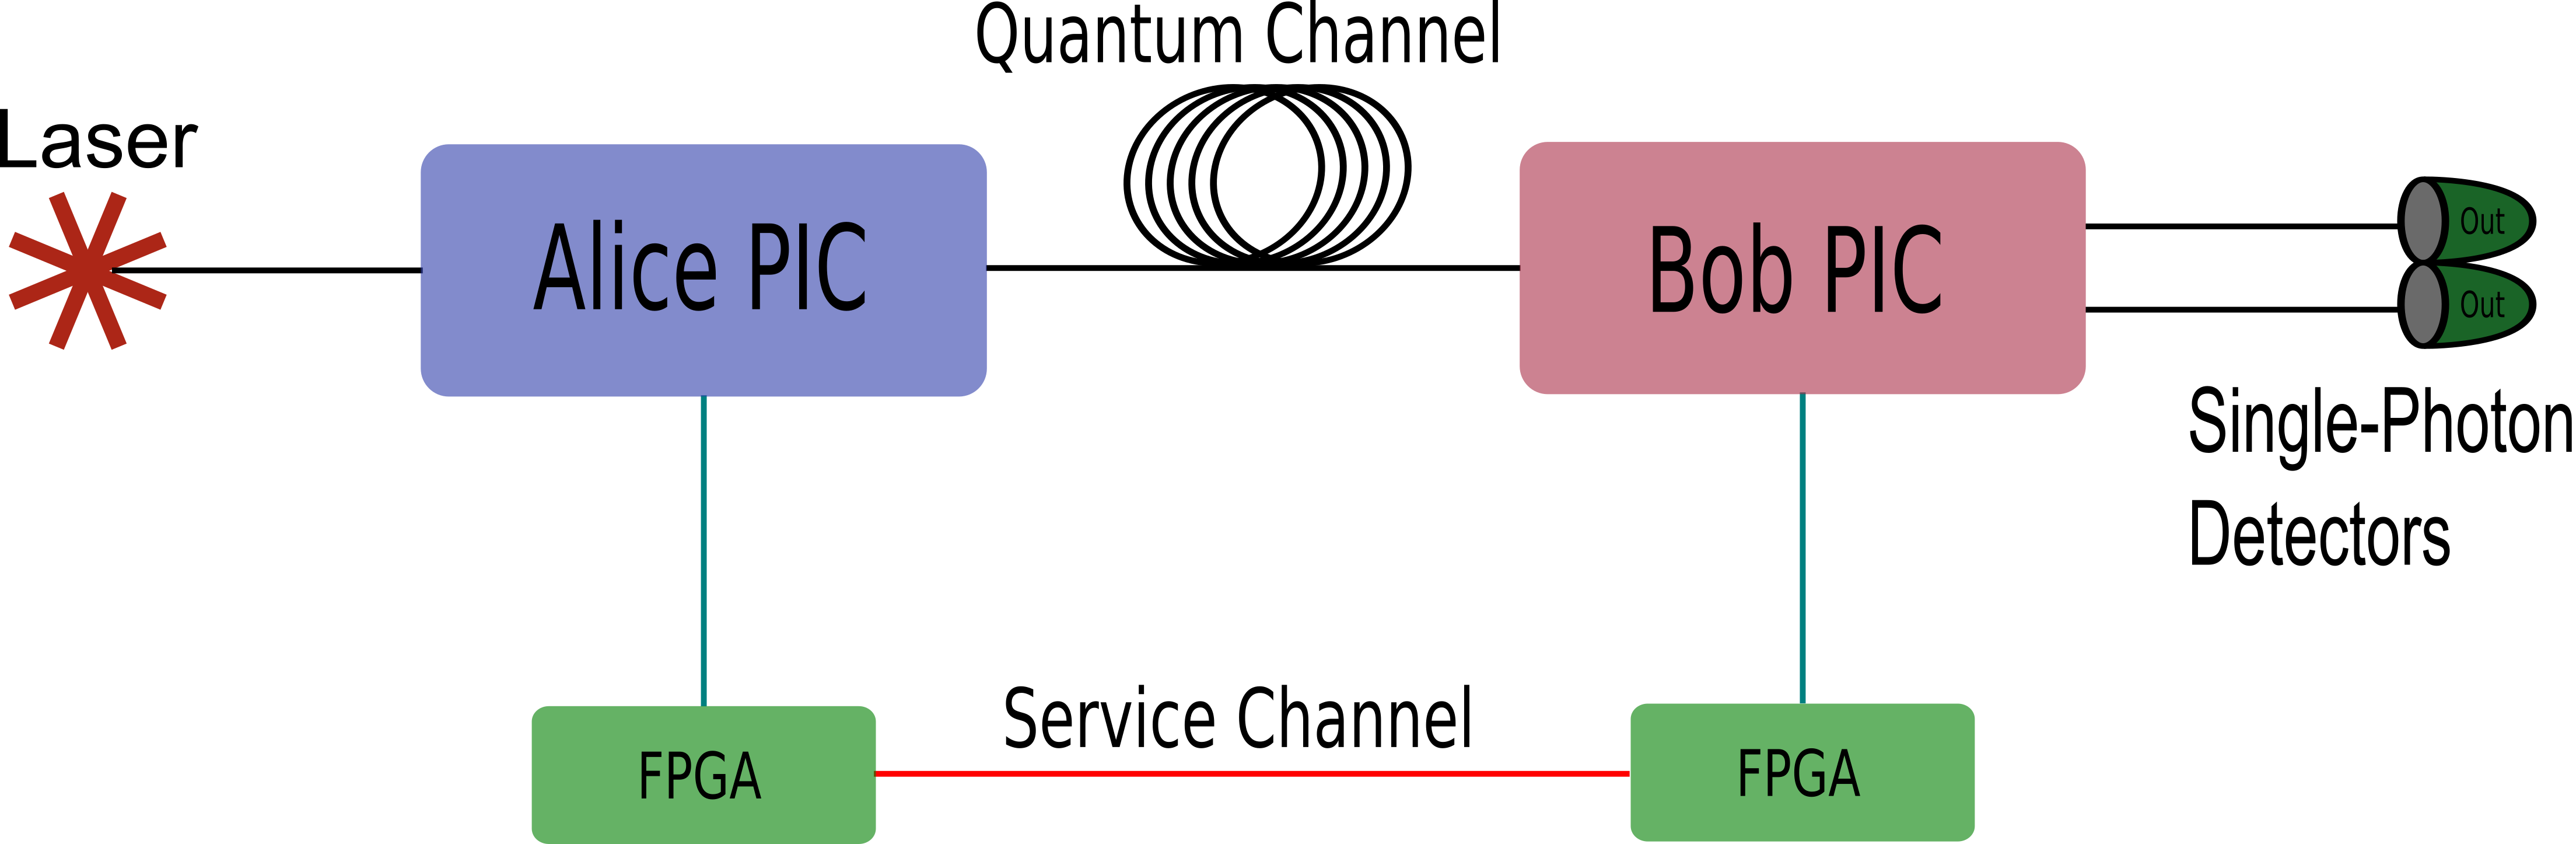 Quantum Channel
Laser
Alice PIC
Bob PIC
Out
Out
Single-Photon
Detectors
Service Channel
FPGA
FPGA